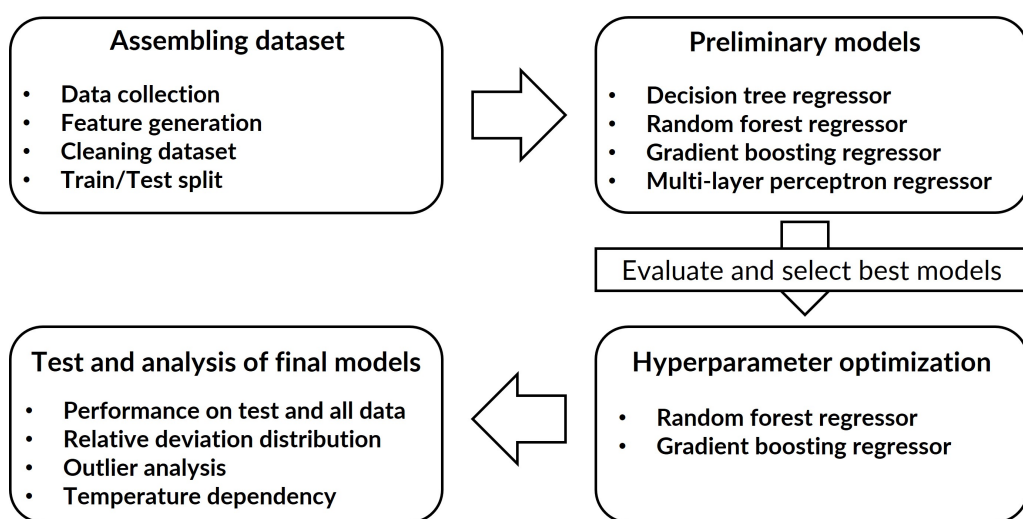 Assembling dataset
• Data collection
• Feature generation
• Cleaning dataset
• Train/Test split
Preliminary models
• Decision tree regressor
• Random forest regressor
• Gradient boosting regressor
• Multi-layer perceptron regressor
Evaluate and select best models
Hyperparameter optimization
• Random forest regressor
• Gradient boosting regressor
Test and analysis of final models
• Performance on test and all data
• Relative deviation distribution
• Outlier analysis
• Temperature dependency